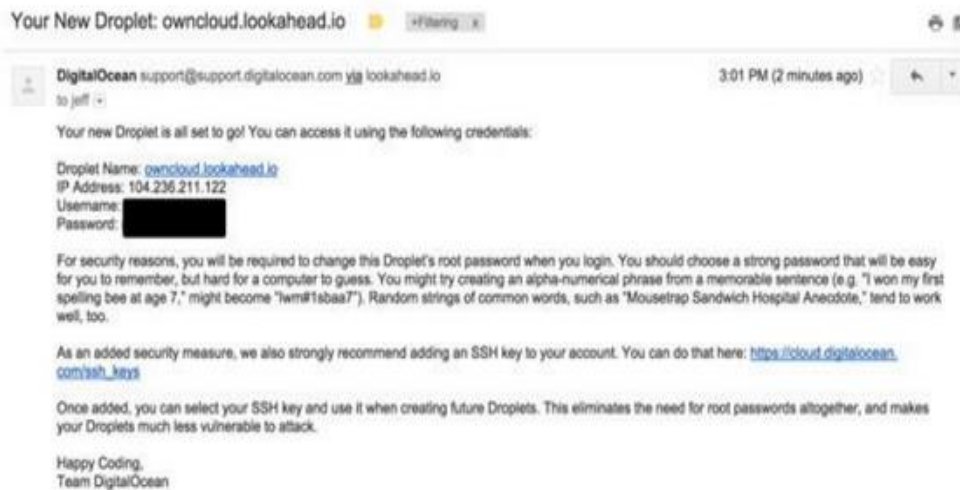 Your New Droplet: owncloud.lookahead.io +Filtering x
DigitalOcean support@support.digitalocean.com via lookahead.io 3:01 PM (2 minutes ago)
to jeff
Your new Droplet is all set to go! You can access it using the following credentials:
Droplet Name: owncloud.lookahead.io
IP Address: 104.236.211.122
Username:
Password:
For security reasons, you will be required to change this Droplet's root password when you login. You should choose a strong password that will be easy
for you to remember, but hard for a computer to guess. You might try creating an alpha-numerical phrase from a memorable sentence (e.g. "I won my first
spelling bee at age 7," might become "Iwm#1sbaa7"). Random strings of common words, such as "Mousetrap Sandwich Hospital Anecdote," tend to work
well, too.
As an added security measure, we also strongly recommend adding an SSH key to your account. You can do that here: https://cloud.digitalocean.
com/ssh_keys
Once added, you can select your SSH key and use it when creating future Droplets. This eliminates the need for root passwords altogether, and makes
your Droplets much less vulnerable to attack.
Happy Coding,
Team DigitalOcean